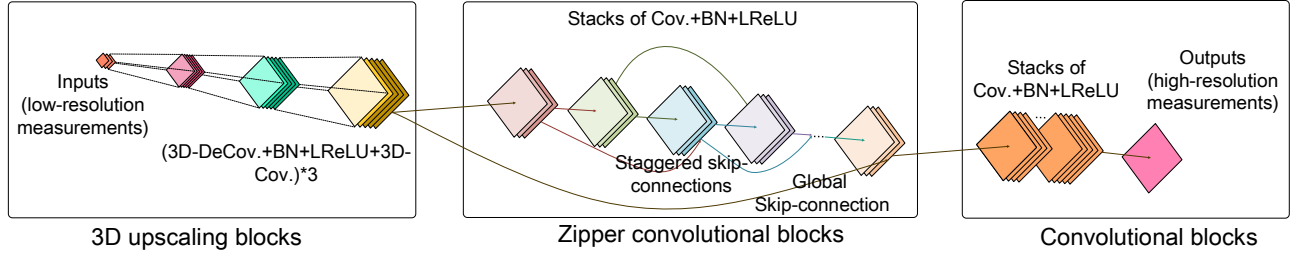 Inputs
(low-resolution
measurements)
(3D-DeCov.+BN+LReLU+3D-
Cov.)*3
3D upscaling blocks
Stacks of Cov.+BN+LReLU
Staggered skip-
connections
Global
Skip-connection
Zipper convolutional blocks
Stacks of
Cov.+BN+LReLU
Outputs
(high-resolution
measurements)
Convolutional blocks